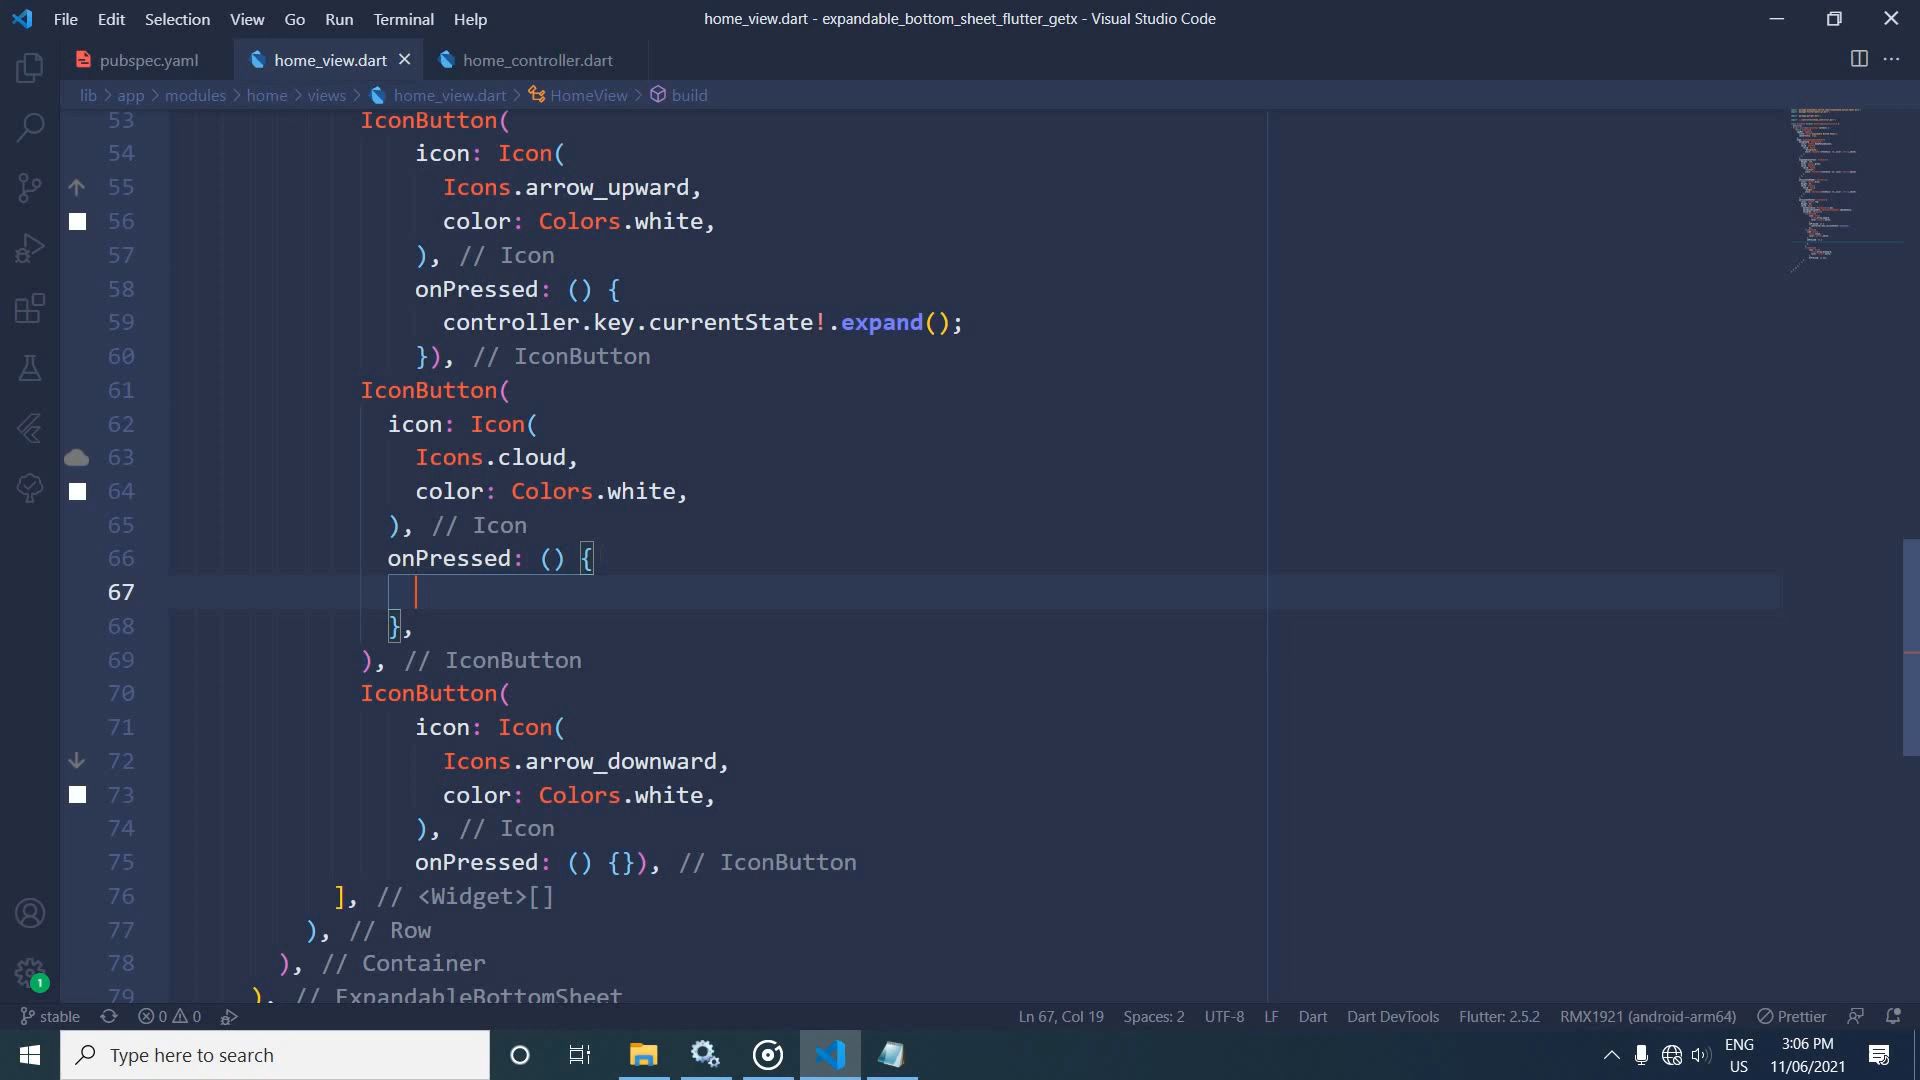 File Edit Selection View Go Run Terminal Help
home_view.dart - expandable_bottom_sheet_flutter_getx - Visual Studio Code
pubspec.yaml home_view.dart home_controller.dart
lib > app > modules > home > views > home_view.dart > HomeView > build
53 IconButton(
54 icon: Icon(
55 Icons.arrow_upward,
56 color: Colors.white,
57 ), // Icon
58 onPressed: () {
59 controller.key.currentState!.expand();
60 }), // IconButton
61 IconButton(
62 icon: Icon(
63 Icons.cloud,
64 color: Colors.white,
65 ), // Icon
66 onPressed: () {
67
68 },
69 ), // IconButton
70 IconButton(
71 icon: Icon(
72 Icons.arrow_downward,
73 color: Colors.white,
74 ), // Icon
75 onPressed: () {}), // IconButton
76 ], // <Widget>[]
77 ), // Row
78 ), // Container
79 ), // ExpandableBottomSheet
1
stable 0 0 Ln 67, Col 19 Spaces: 2 UTF-8 LF Dart Dart DevTools Flutter: 2.5.2 RMX1921 (android-arm64) Prettier
Type here to search
ENG
US
3:06 PM
11/06/2021